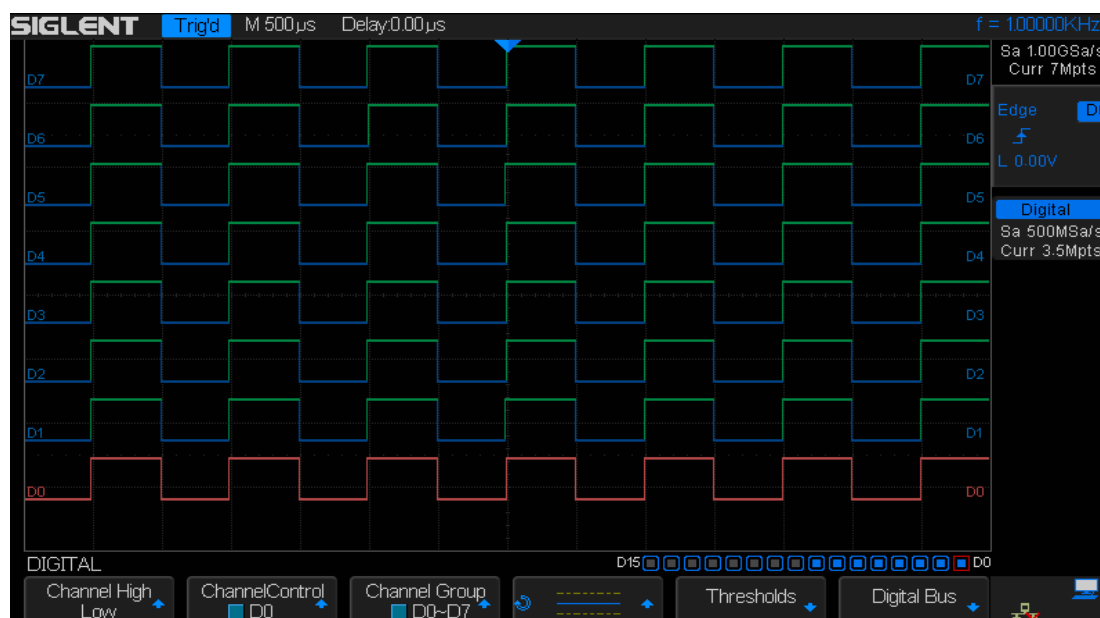 SIGLENT Trig'd M 500µs Delay:0.00µs f = 1.00000KHz
Sa 1.00GSa/s
Curr 7Mpts
Edge D
L 0.00V
Digital
Sa 500MSa/s
Curr 3.5Mpts
D7 D7
D6 D6
D5 D5
D4 D4
D3 D3
D2 D2
D1 D1
D0 D0
DIGITAL D15 D0
Channel High Low
ChannelControl D0
Channel Group D0~D7
Thresholds
Digital Bus